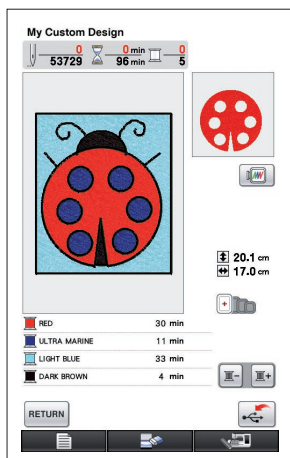 My Custom Design
0 0 min 0
53729 96 min 5
20.1 cm
17.0 cm
RED 30 min
ULTRA MARINE 11 min
LIGHT BLUE 33 min
DARK BROWN 4 min
RETURN